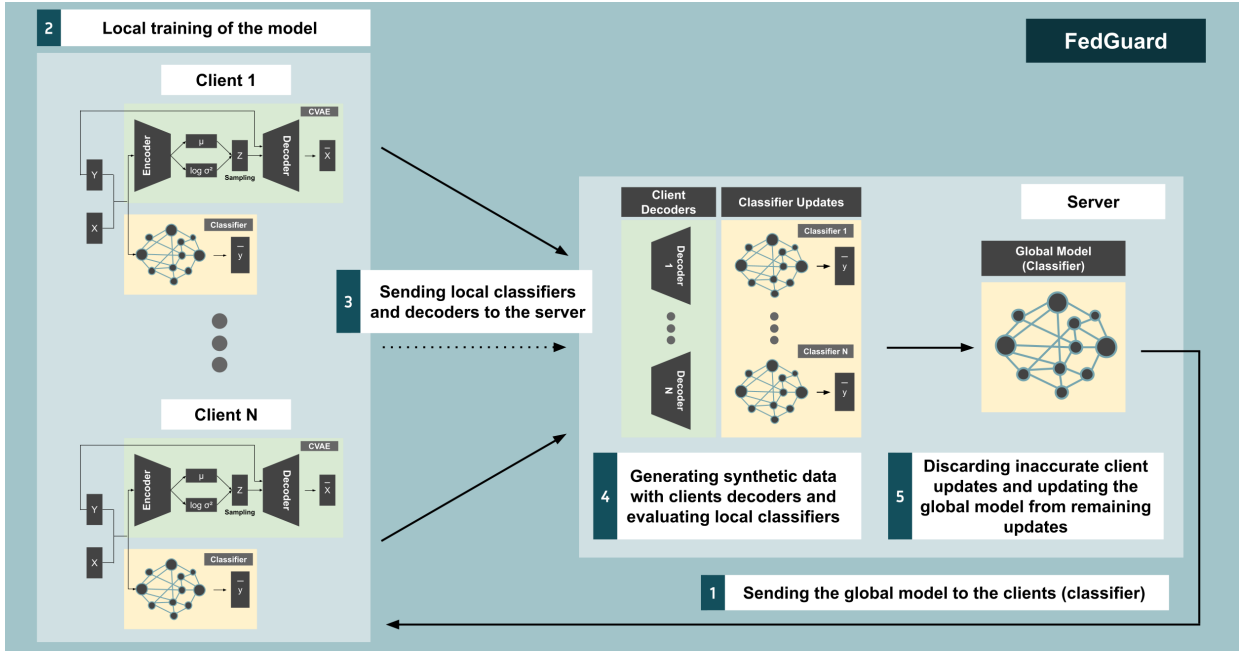 FedGuard
2
Local training of the model
Client 1
CVAE
Encoder
μ
log σ²
Z
Sampling
Decoder
X̅
Y
X
Classifier
y̅
3
Sending local classifiers
and decoders to the server
Client N
CVAE
Encoder
μ
log σ²
Z
Sampling
Decoder
X̅
Y
X
Classifier
y̅
Server
Client
Decoders
Decoder
1
Decoder
N
Classifier Updates
Classifier 1
y̅
Classifier N
y̅
Global Model
(Classifier)
4
Generating synthetic data
with clients decoders and
evaluating local classifiers
5
Discarding inaccurate client
updates and updating the
global model from remaining
updates
1
Sending the global model to the clients (classifier)